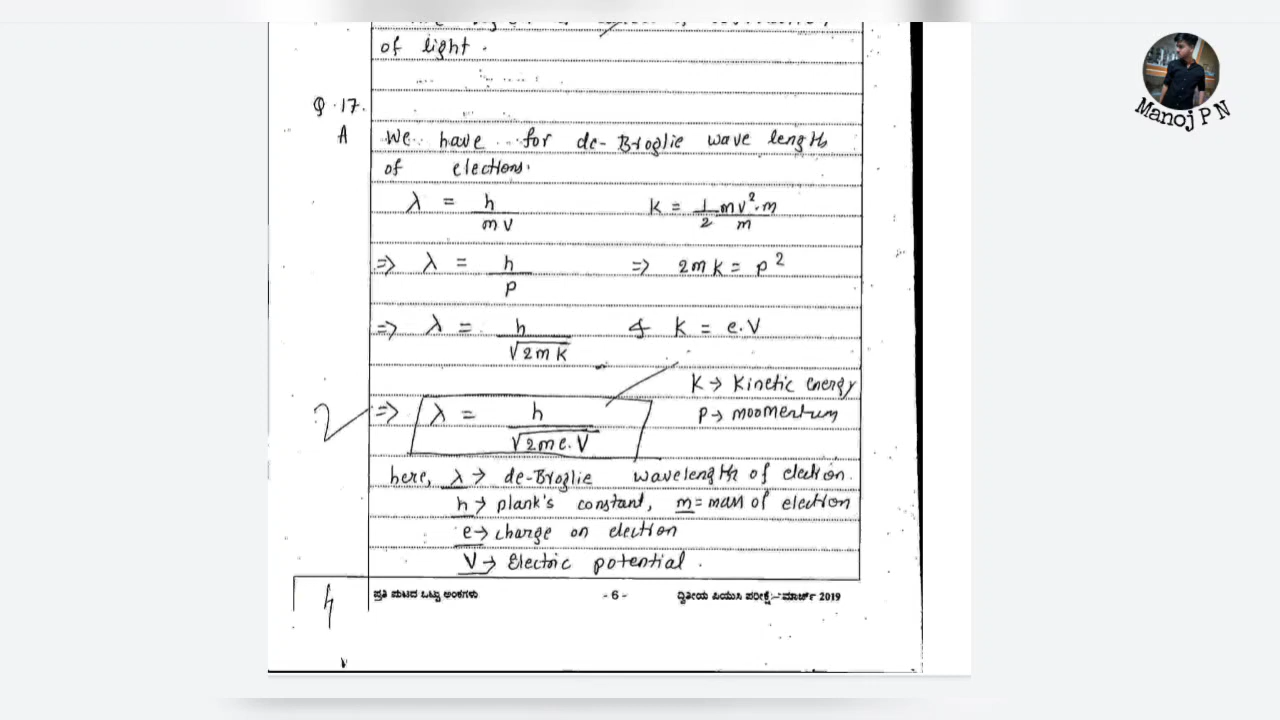 of light.
Q.17.
A We have for de-Broglie wave length
of elections.
λ = h/mv K = 1/2 mv².m/m
=> λ = h/p => 2mk = p²
=> λ = h/√2mk & K = e.V
K → Kinetic energy
2 => λ = h/√2me.V P → moomentum
here, λ → de-Broglie wavelength of election.
h → plank's constant, m = mass of election
e → charge on election
V → Electric potential.
4
ಪ್ರತಿ ಪುಟದ ಒಟ್ಟು ಅಂಕಗಳು - 6 - ದ್ವಿತೀಯ ಪಿಯುಸಿ ಪರೀಕ್ಷೆ:- ಮಾರ್ಚ್ 2019
Manoj P N